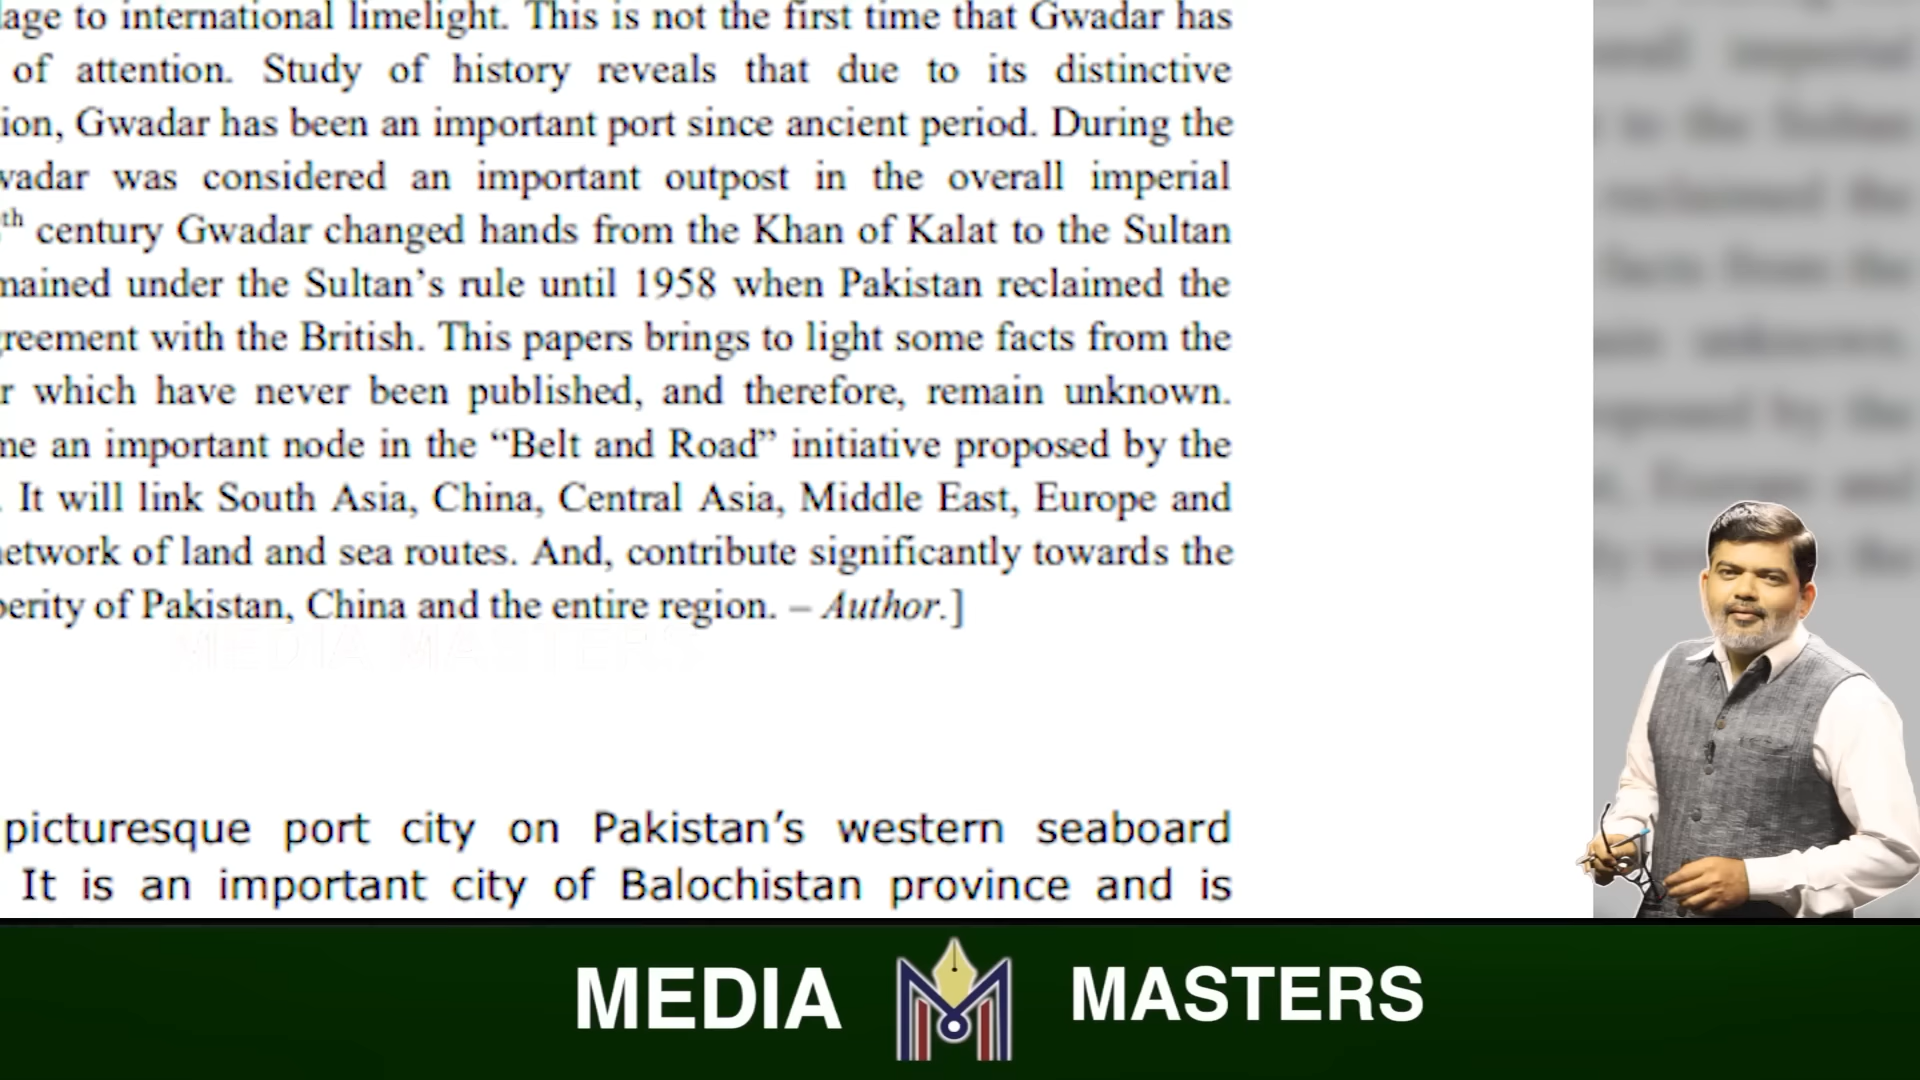 lage to international limelight. This is not the first time that Gwadar has
of attention. Study of history reveals that due to its distinctive
ion, Gwadar has been an important port since ancient period. During the
wadar was considered an important outpost in the overall imperial
th century Gwadar changed hands from the Khan of Kalat to the Sultan
mained under the Sultan’s rule until 1958 when Pakistan reclaimed the
greement with the British. This papers brings to light some facts from the
r which have never been published, and therefore, remain unknown.
me an important node in the “Belt and Road” initiative proposed by the
. It will link South Asia, China, Central Asia, Middle East, Europe and
network of land and sea routes. And, contribute significantly towards the
perity of Pakistan, China and the entire region. – Author.]
MEDIA MASTERS
picturesque port city on Pakistan’s western seaboard
It is an important city of Balochistan province and is
MEDIA MASTERS